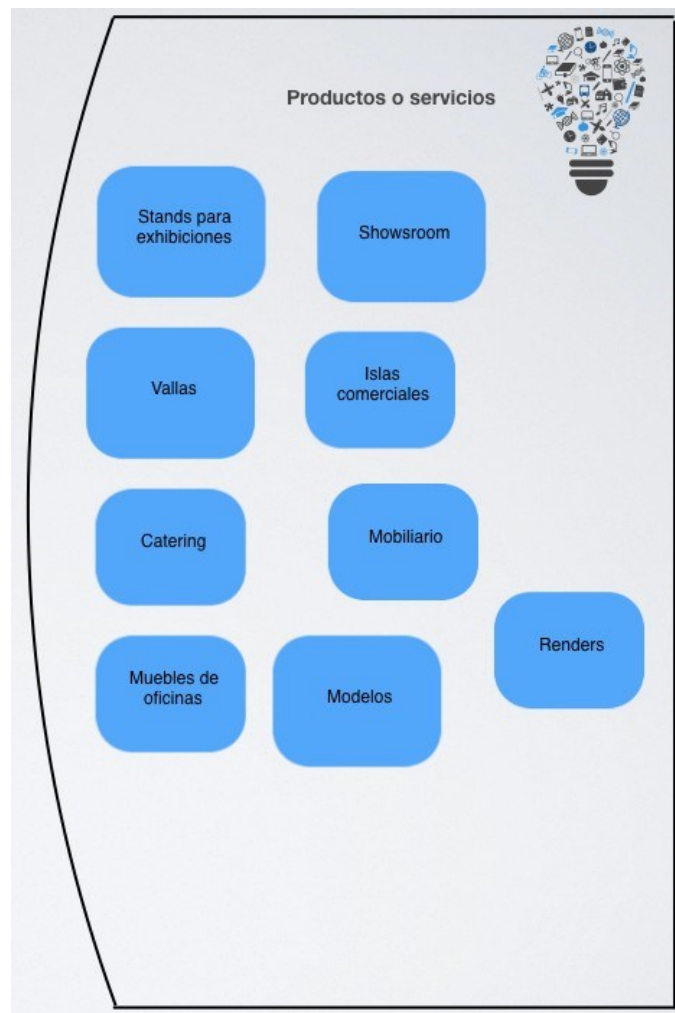 Productos o servicios
Stands para
exhibiciones
Showsroom
Vallas
Islas
comerciales
Catering
Mobiliario
Renders
Muebles de
oficinas
Modelos